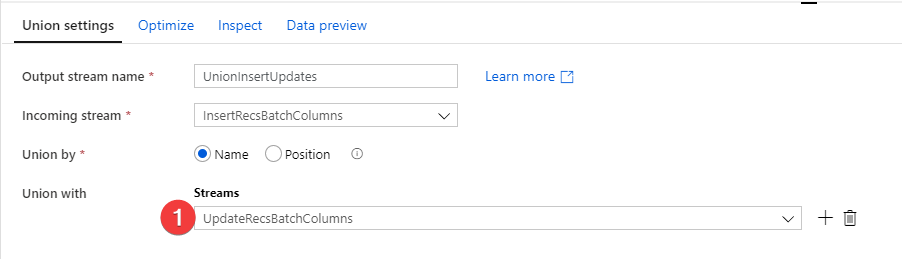 Union settings Optimize Inspect Data preview
Output stream name * UnionInsertUpdates Learn more
Incoming stream * InsertRecsBatchColumns
Union by * Name Position
Union with Streams
1 UpdateRecsBatchColumns